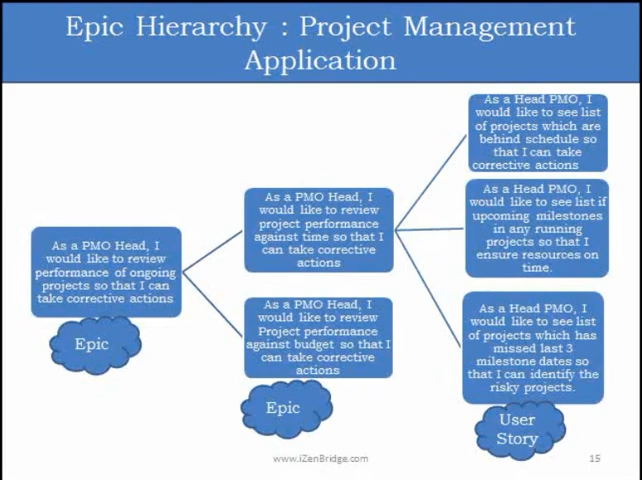 Epic Hierarchy : Project Management
Application
As a PMO Head, I
would like to review
performance of ongoing
projects so that I can
take corrective actions
Epic
As a PMO Head, I
would like to review
project performance
against time so that I
can take corrective
actions
As a PMO Head, I
would like to review
Project performance
against budget so that I
can take corrective
actions
Epic
As a Head PMO, I
would like to see list
of projects which are
behind schedule so
that I can take
corrective actions
As a Head PMO, I
would like to see list if
upcoming milestones
in any running
projects so that I
ensure resources on
time.
As a Head PMO, I
would like to see list
of projects which has
missed last 3
milestone dates so
that I can identify the
risky projects.
User
Story
www.iZenBridge.com
15